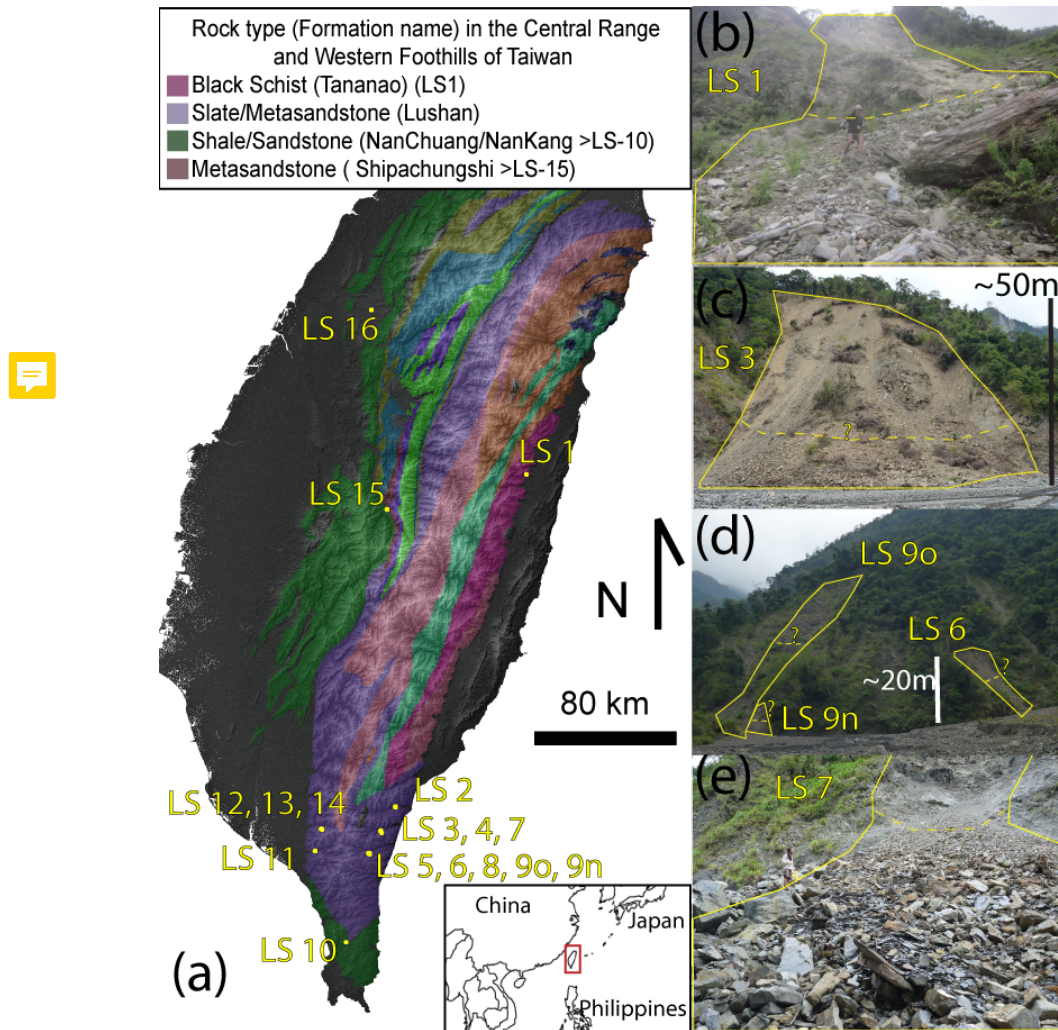 Rock type (Formation name) in the Central Range
and Western Foothills of Taiwan
Black Schist (Tananao) (LS1)
Slate/Metasandstone (Lushan)
Shale/Sandstone (NanChuang/NanKang >LS-10)
Metasandstone ( Shipachungshi >LS-15)
LS 16
LS 15
LS 1
N
80 km
LS 2
LS 12, 13, 14
LS 3, 4, 7
LS 11
LS 5, 6, 8, 9o, 9n
LS 10
(a)
China
Japan
Philippines
(b)
LS 1
(c)
~50m
LS 3
?
(d)
LS 9o
LS 6
?
?
~20m
?
LS 9n
(e)
LS 7